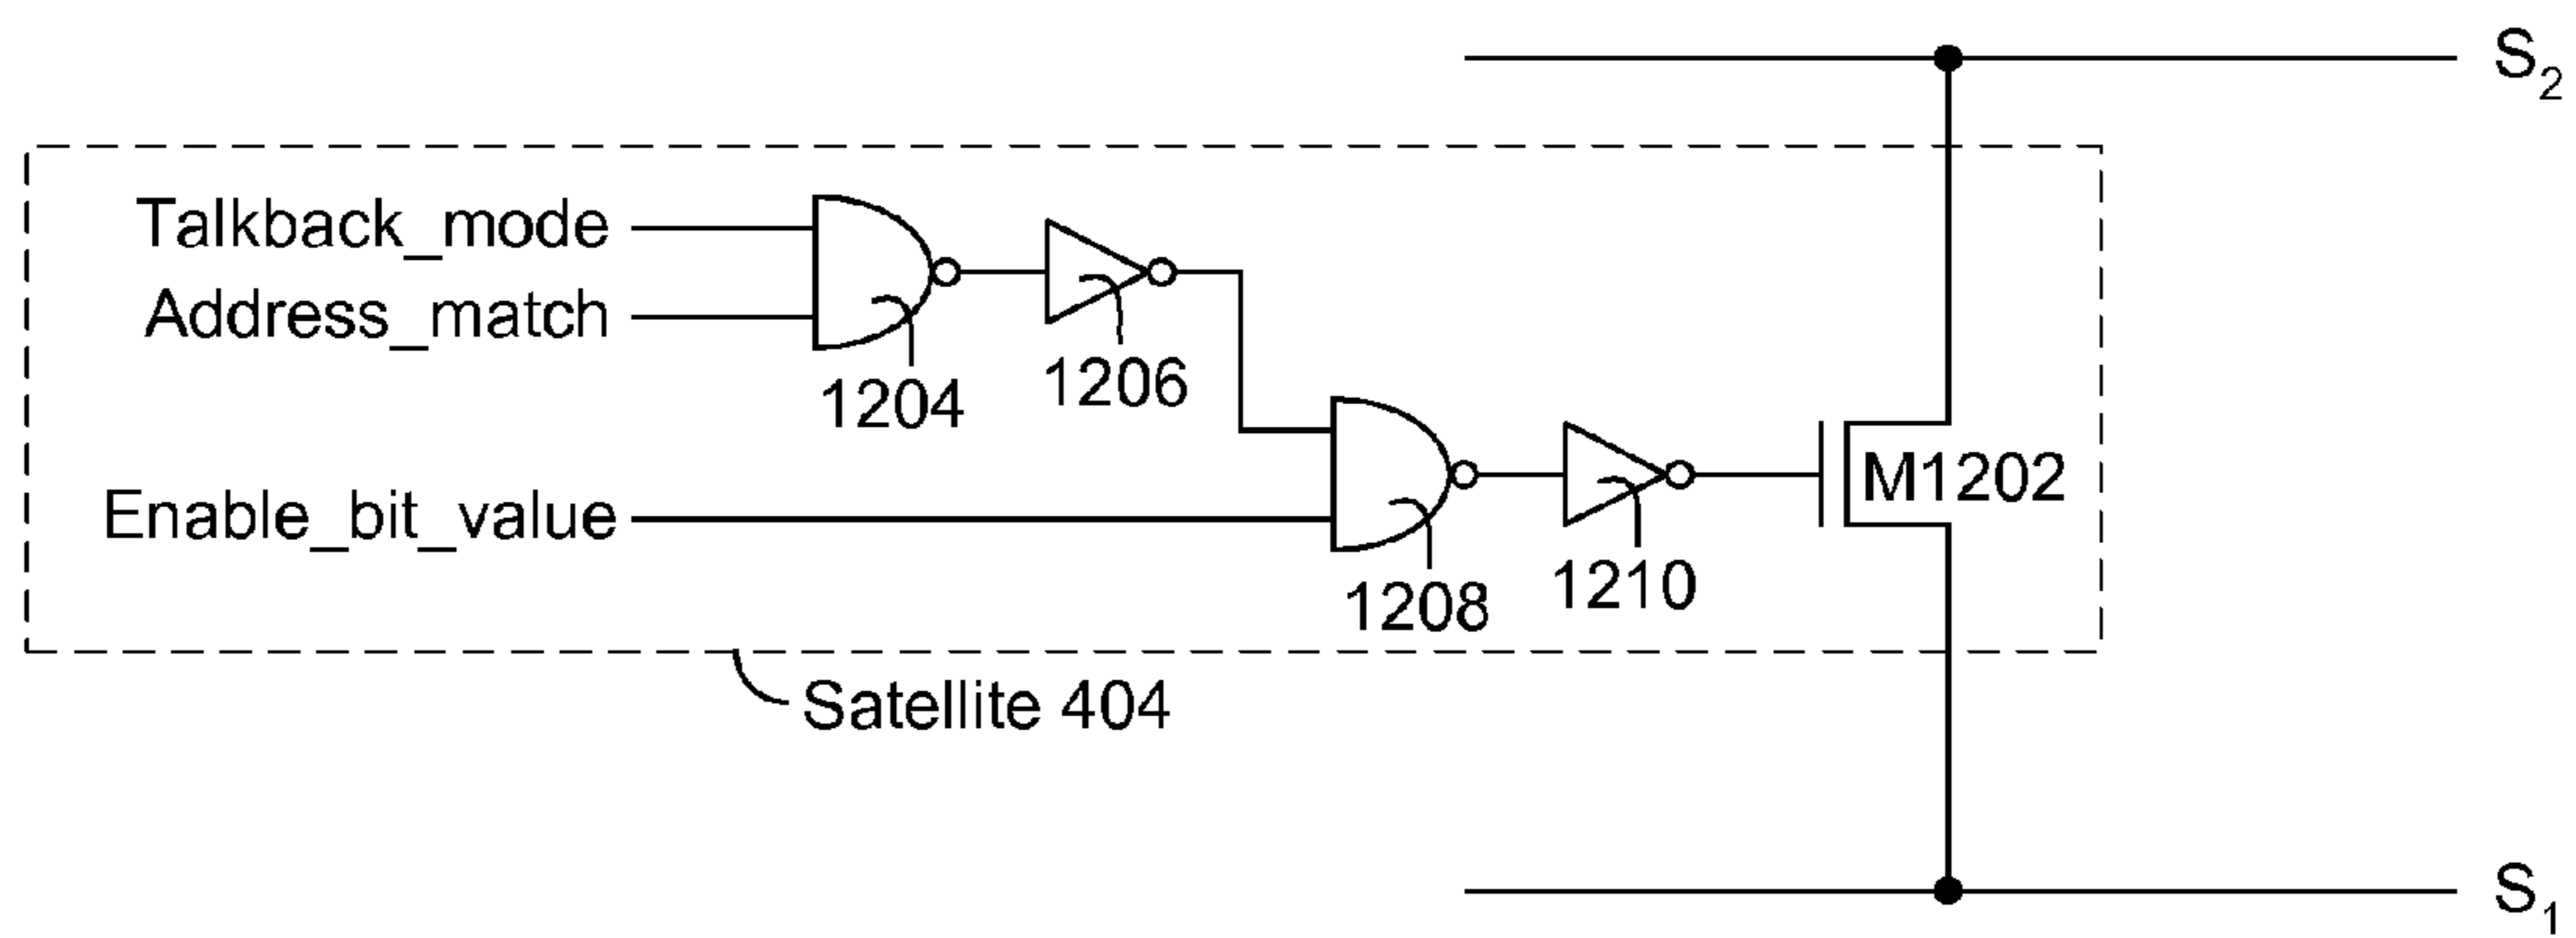 S2
Talkback_mode
Address_match
1204
1206
Enable_bit_value
M1202
1208
1210
Satellite 404
S1